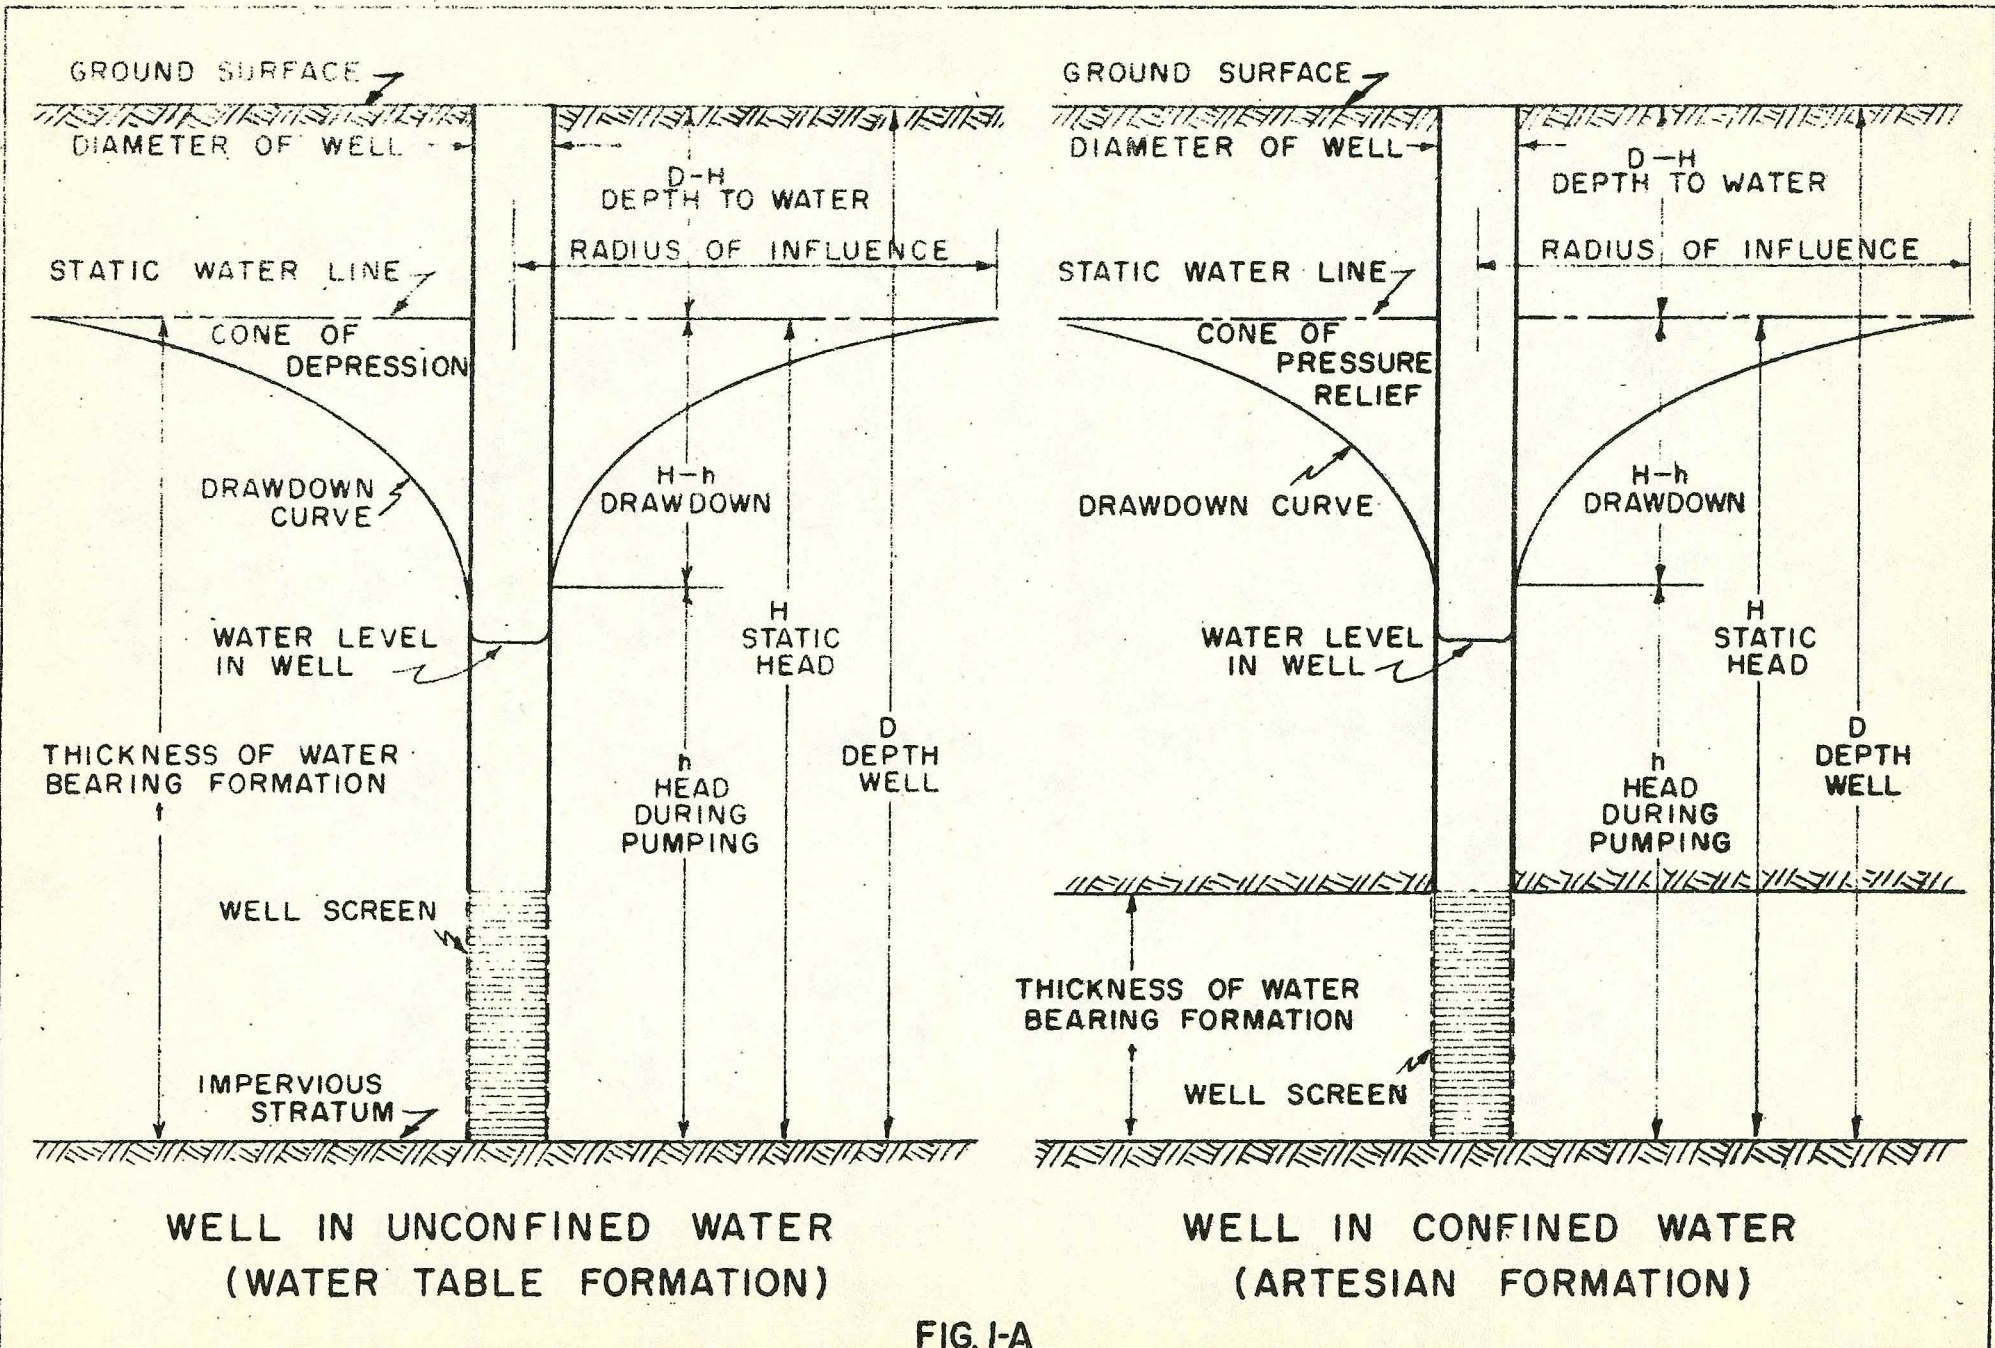 GROUND SURFACE
DIAMETER OF WELL
D-H
DEPTH TO WATER
RADIUS OF INFLUENCE
STATIC WATER LINE
CONE OF
DEPRESSION
DRAWDOWN
CURVE
H-h
DRAWDOWN
WATER LEVEL
IN WELL
H
STATIC
HEAD
THICKNESS OF WATER
BEARING FORMATION
h
HEAD
DURING
PUMPING
D
DEPTH
WELL
WELL SCREEN
IMPERVIOUS
STRATUM
WELL IN UNCONFINED WATER
(WATER TABLE FORMATION)
GROUND SURFACE
DIAMETER OF WELL
D-H
DEPTH TO WATER
RADIUS OF INFLUENCE
STATIC WATER LINE
CONE OF
PRESSURE
RELIEF
DRAWDOWN CURVE
H-h
DRAWDOWN
WATER LEVEL
IN WELL
H
STATIC
HEAD
h
HEAD
DURING
PUMPING
D
DEPTH
WELL
THICKNESS OF WATER
BEARING FORMATION
WELL SCREEN
WELL IN CONFINED WATER
(ARTESIAN FORMATION)
FIG. 1-A